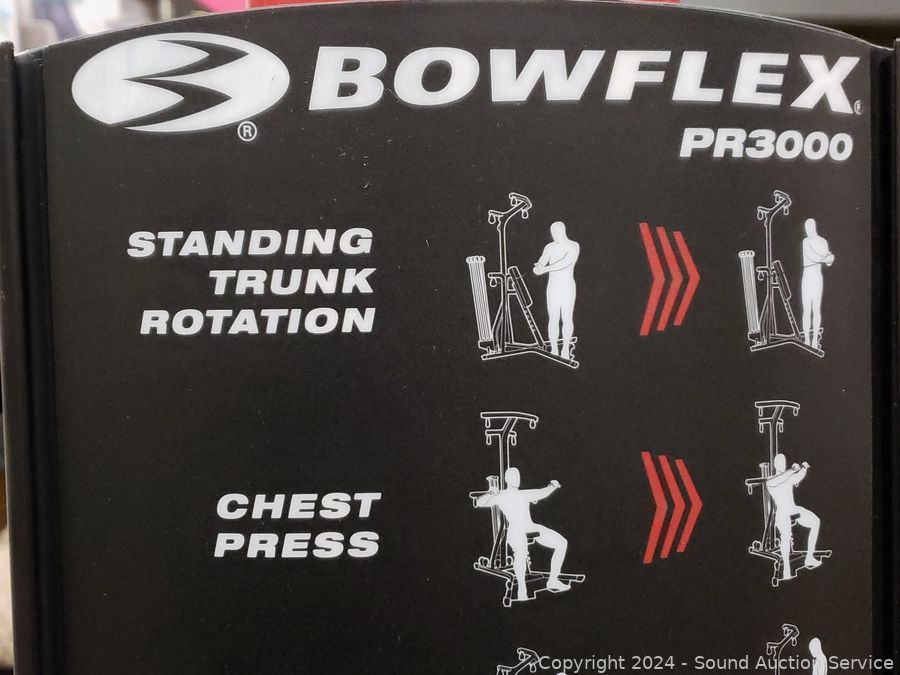 BOWFLEX®
®
PR3000
STANDING
TRUNK
ROTATION
CHEST
PRESS
Copyright 2024 - Sound Auction Service